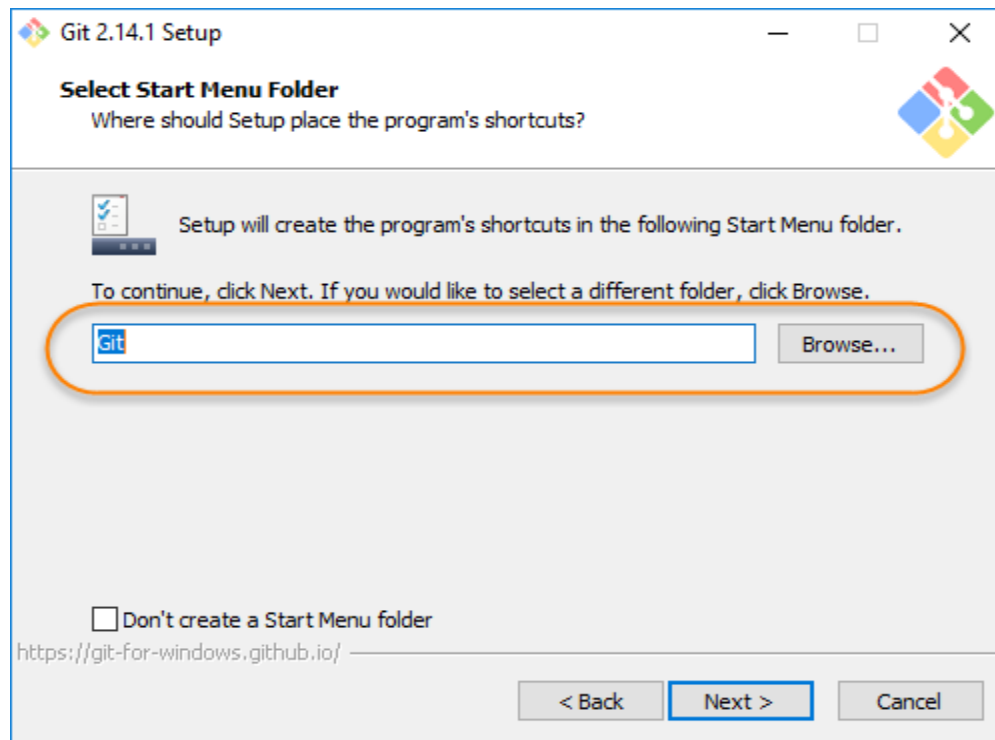 Git 2.14.1 Setup
Select Start Menu Folder
Where should Setup place the program's shortcuts?
Setup will create the program's shortcuts in the following Start Menu folder.
To continue, click Next. If you would like to select a different folder, click Browse.
Git
Browse...
Don't create a Start Menu folder
https://git-for-windows.github.io/
< Back
Next >
Cancel